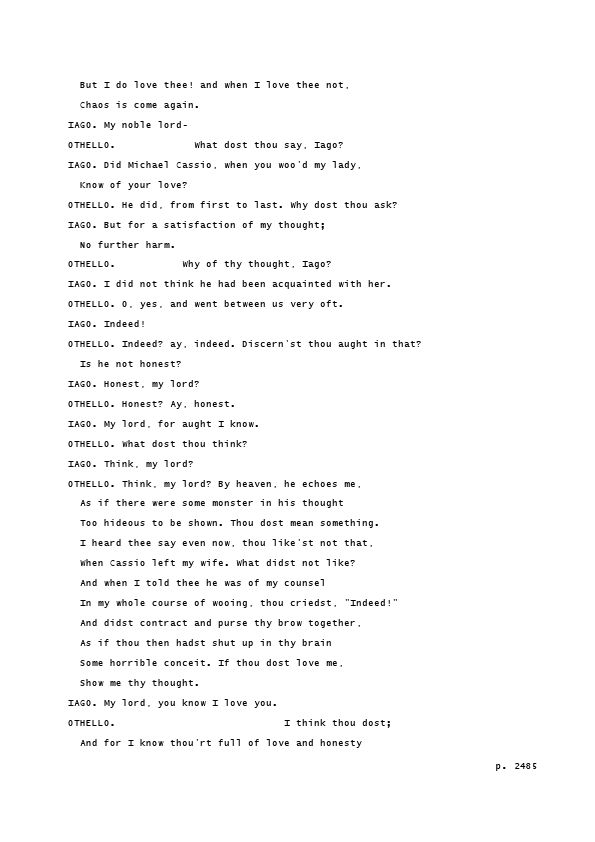 But I do love thee! and when I love thee not,
Chaos is come again.
IAGO. My noble lord-
OTHELLO.             What dost thou say, Iago?
IAGO. Did Michael Cassio, when you woo'd my lady,
Know of your love?
OTHELLO. He did, from first to last. Why dost thou ask?
IAGO. But for a satisfaction of my thought;
No further harm.
OTHELLO.           Why of thy thought, Iago?
IAGO. I did not think he had been acquainted with her.
OTHELLO. O, yes, and went between us very oft.
IAGO. Indeed!
OTHELLO. Indeed? ay, indeed. Discern'st thou aught in that?
Is he not honest?
IAGO. Honest, my lord?
OTHELLO. Honest? Ay, honest.
IAGO. My lord, for aught I know.
OTHELLO. What dost thou think?
IAGO. Think, my lord?
OTHELLO. Think, my lord? By heaven, he echoes me,
As if there were some monster in his thought
Too hideous to be shown. Thou dost mean something.
I heard thee say even now, thou like'st not that,
When Cassio left my wife. What didst not like?
And when I told thee he was of my counsel
In my whole course of wooing, thou criedst, "Indeed!"
And didst contract and purse thy brow together,
As if thou then hadst shut up in thy brain
Some horrible conceit. If thou dost love me,
Show me thy thought.
IAGO. My lord, you know I love you.
OTHELLO.                            I think thou dost;
And for I know thou'rt full of love and honesty
p. 2485